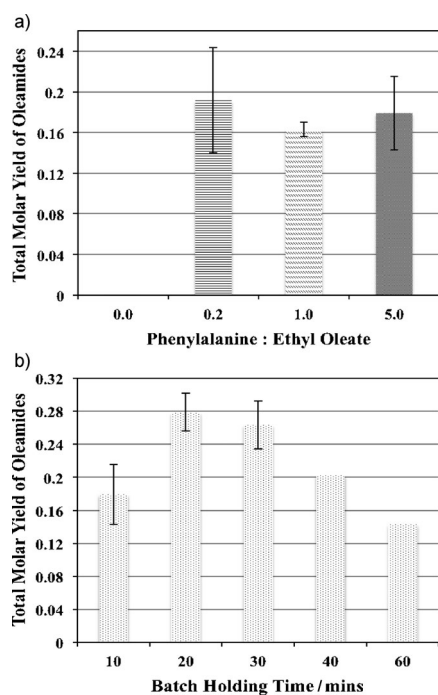 a)
Total Molar Yield of Oleamides
0.24
0.2
0.16
0.12
0.08
0.04
0
0.0 0.2 1.0 5.0
Phenylalanine : Ethyl Oleate
b)
Total Molar Yield of Oleamides
0.32
0.28
0.24
0.2
0.16
0.12
0.08
0.04
0
10 20 30 40 60
Batch Holding Time / mins